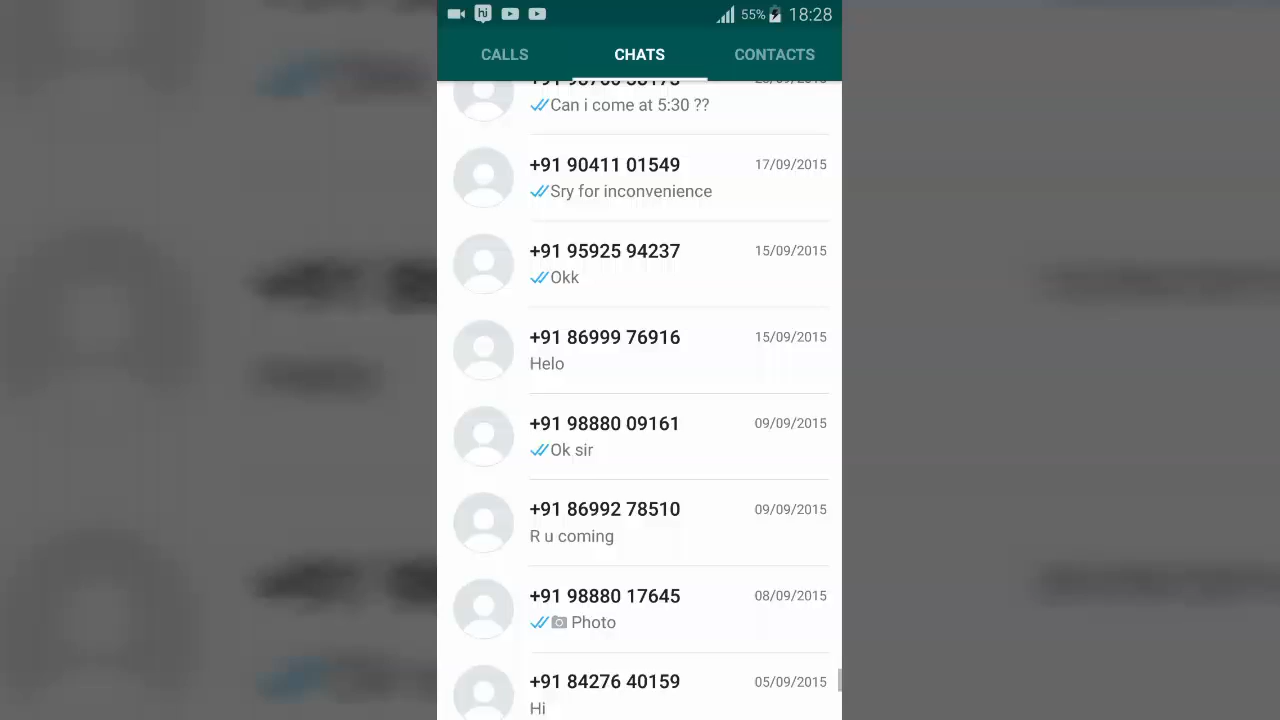 hi 55% 18:28
CALLS CHATS CONTACTS
Can i come at 5:30 ??
+91 90411 01549 17/09/2015
Sry for inconvenience
+91 95925 94237 15/09/2015
Okk
+91 86999 76916 15/09/2015
Helo
+91 98880 09161 09/09/2015
Ok sir
+91 86992 78510 09/09/2015
R u coming
+91 98880 17645 08/09/2015
Photo
+91 84276 40159 05/09/2015
Hi